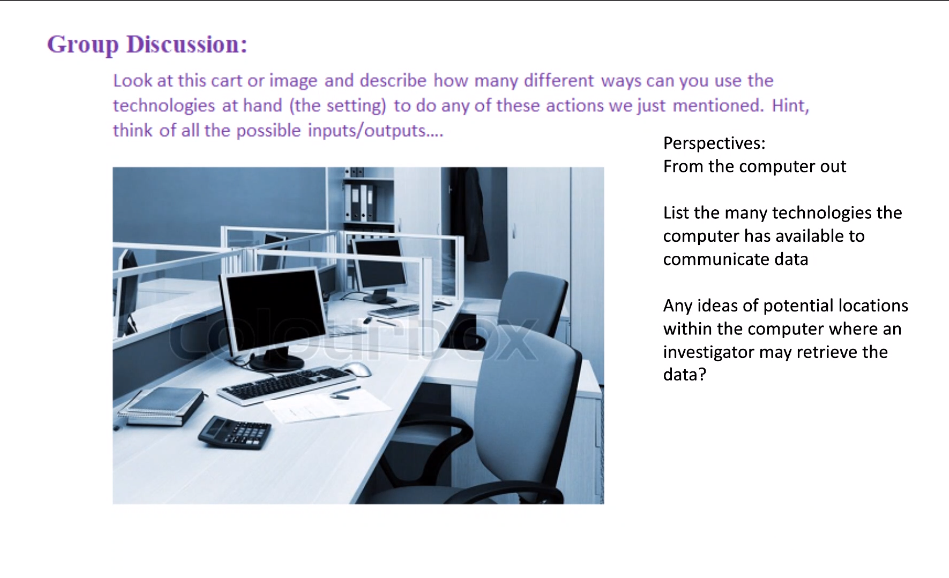 Group Discussion:
Look at this cart or image and describe how many different ways can you use the
technologies at hand (the setting) to do any of these actions we just mentioned. Hint,
think of all the possible inputs/outputs....
Perspectives:
From the computer out
List the many technologies the
computer has available to
communicate data
Any ideas of potential locations
within the computer where an
investigator may retrieve the
data?
Colourbox